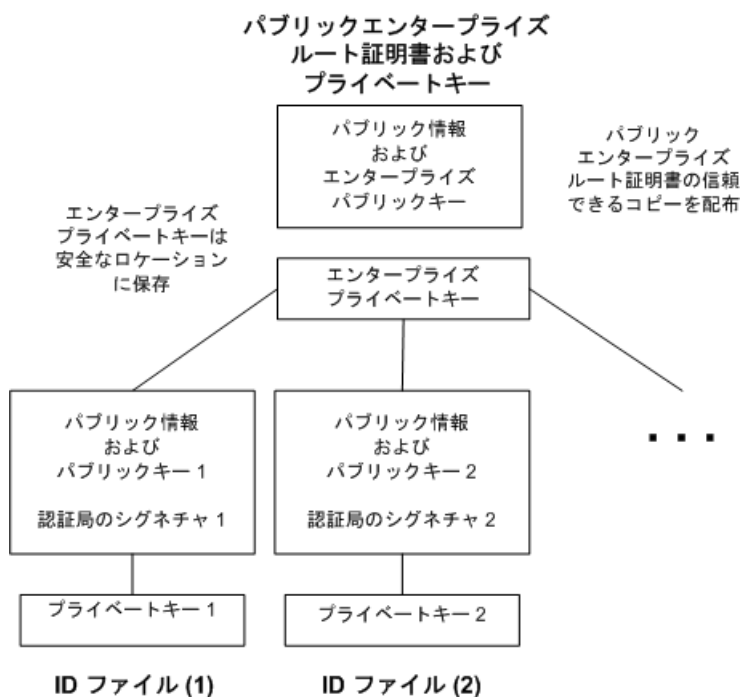 パブリックエンタープライズ
ルート証明書および
プライベートキー
パブリック情報
および
エンタープライズ
パブリックキー
パブリック
エンタープライズ
ルート証明書の信頼
できるコピーを配布
エンタープライズ
プライベートキーは
安全なロケーション
に保存
エンタープライズ
プライベートキー
パブリック情報
および
パブリックキー 1
認証局のシグネチャ 1
パブリック情報
および
パブリックキー 2
認証局のシグネチャ 2
. . .
プライベートキー 1
プライベートキー 2
ID ファイル (1)
ID ファイル (2)